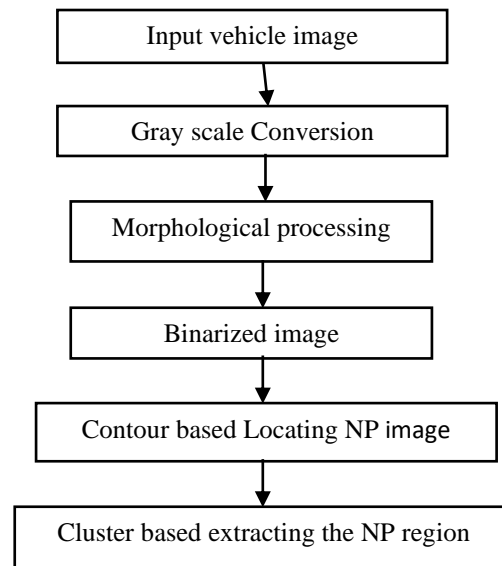 Input vehicle image
Gray scale Conversion
Morphological processing
Binarized image
Contour based Locating NP image
Cluster based extracting the NP region